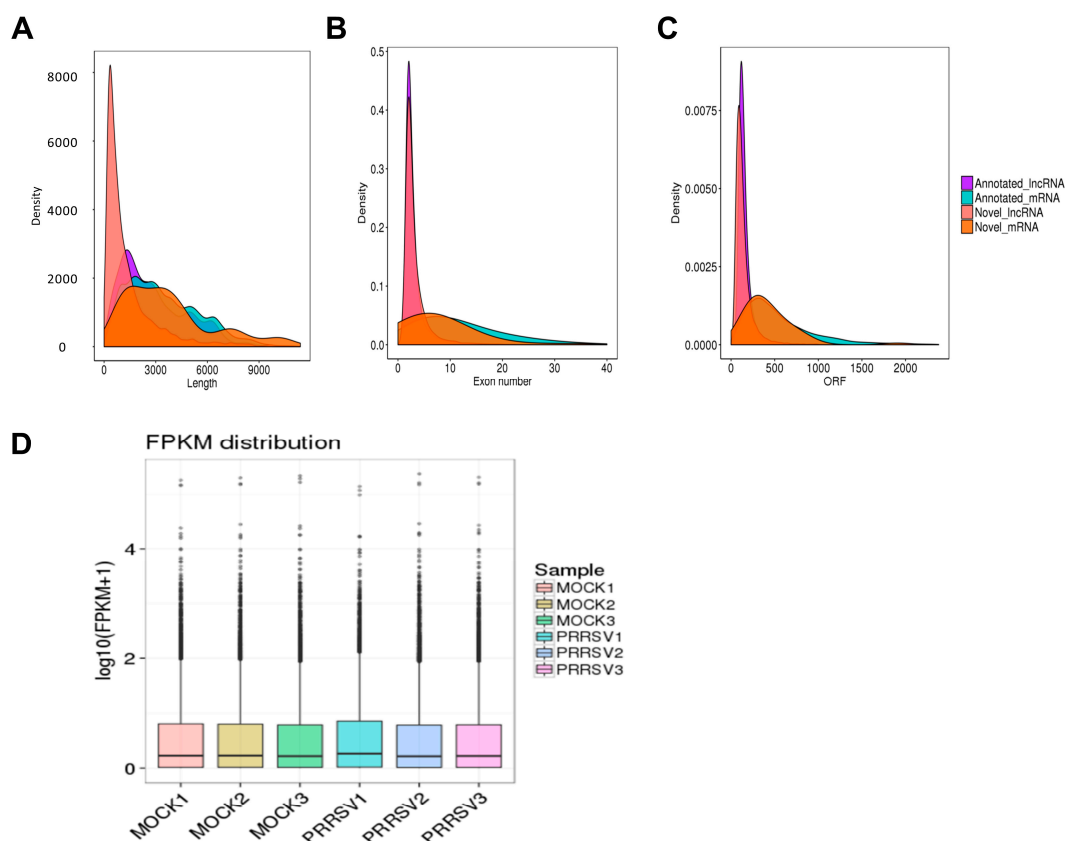 A
B
C
8000
6000
4000
2000
0
Density
0
3000
6000
9000
Length
0.5
0.4
0.3
0.2
0.1
0.0
Density
0
10
20
30
40
Exon number
0.0075
0.0050
0.0025
0.0000
Density
0
500
1000
1500
2000
ORF
Annotated_lncRNA
Annotated_mRNA
Novel_lncRNA
Novel_mRNA
D
FPKM distribution
log10(FPKM+1)
4
2
0
MOCK1
MOCK2
MOCK3
PRRSV1
PRRSV2
PRRSV3
Sample
MOCK1
MOCK2
MOCK3
PRRSV1
PRRSV2
PRRSV3